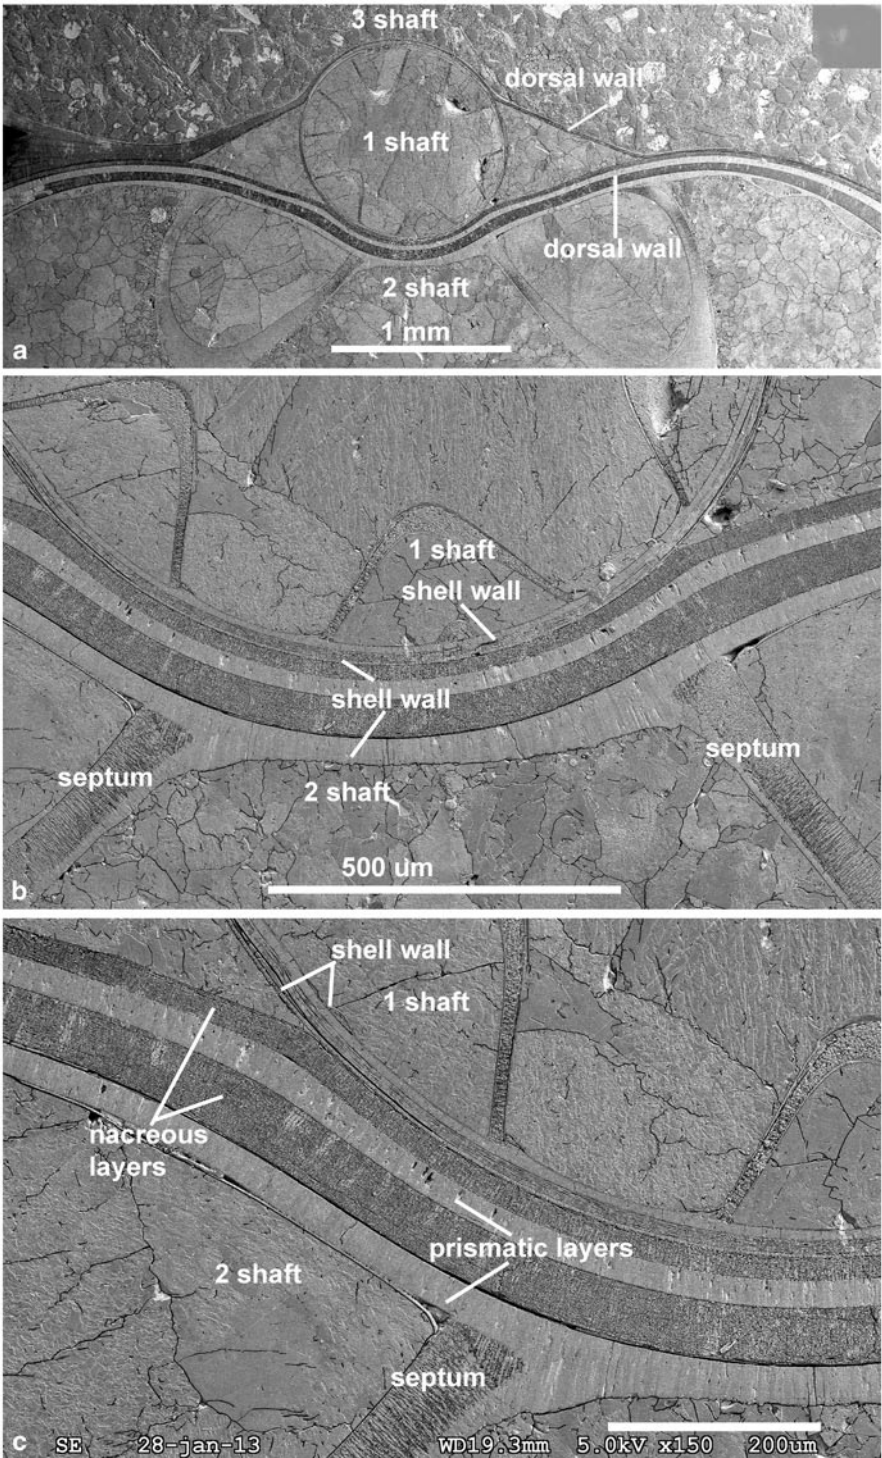 3 shaft
dorsal wall
1 shaft
dorsal wall
2 shaft
1 mm
a
1 shaft
shell wall
shell wall
septum
septum
2 shaft
500 um
b
shell wall
1 shaft
nacreous
layers
prismatic layers
2 shaft
septum
c SE 28-jan-13 WD19.3mm 5.0kV x150 200um